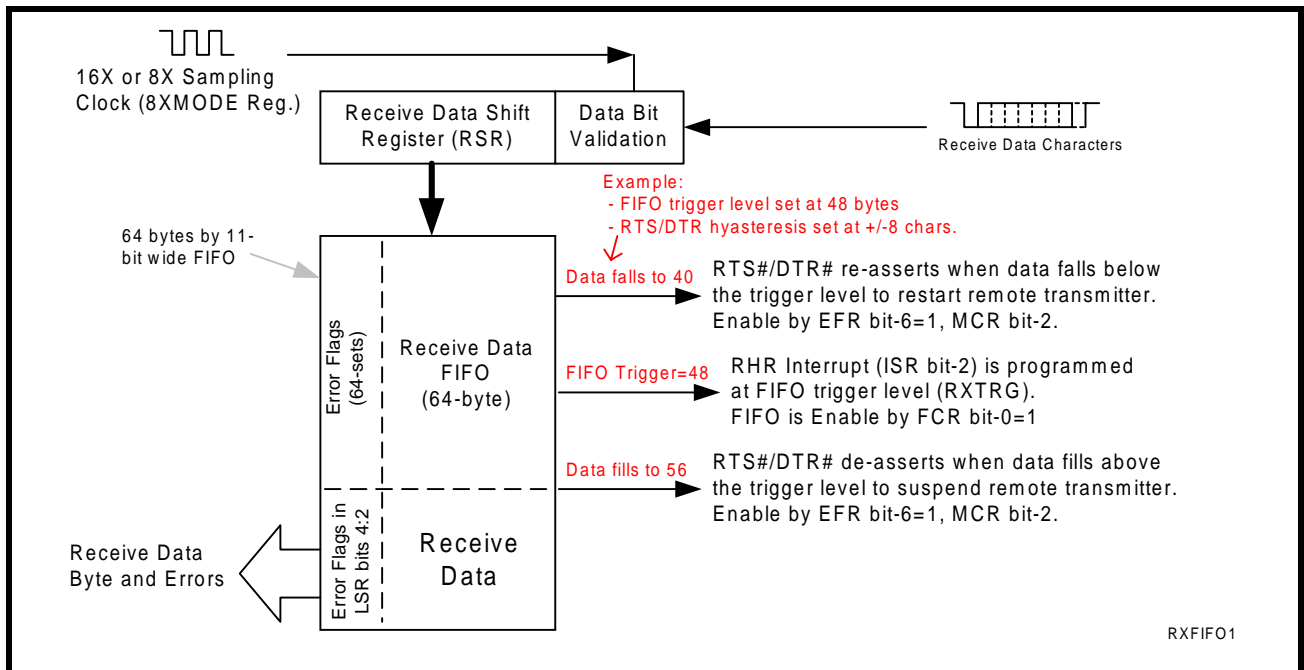 16X or 8X Sampling
Clock (8XMODE Reg.)
Receive Data Shift
Register (RSR)
Data Bit
Validation
Receive Data Characters
Example:
- FIFO trigger level set at 48 bytes
- RTS/DTR hyasteresis set at +/-8 chars.
64 bytes by 11-
bit wide FIFO
Data falls to 40
RTS#/DTR# re-asserts when data falls below
the trigger level to restart remote transmitter.
Enable by EFR bit-6=1, MCR bit-2.
Error Flags
(64-sets)
Receive Data
FIFO
(64-byte)
FIFO Trigger=48
RHR Interrupt (ISR bit-2) is programmed
at FIFO trigger level (RXTRG).
FIFO is Enable by FCR bit-0=1
Data fills to 56
RTS#/DTR# de-asserts when data fills above
the trigger level to suspend remote transmitter.
Enable by EFR bit-6=1, MCR bit-2.
Receive Data
Byte and Errors
Error Flags in
LSR bits 4:2
Receive
Data
RXFIFO1